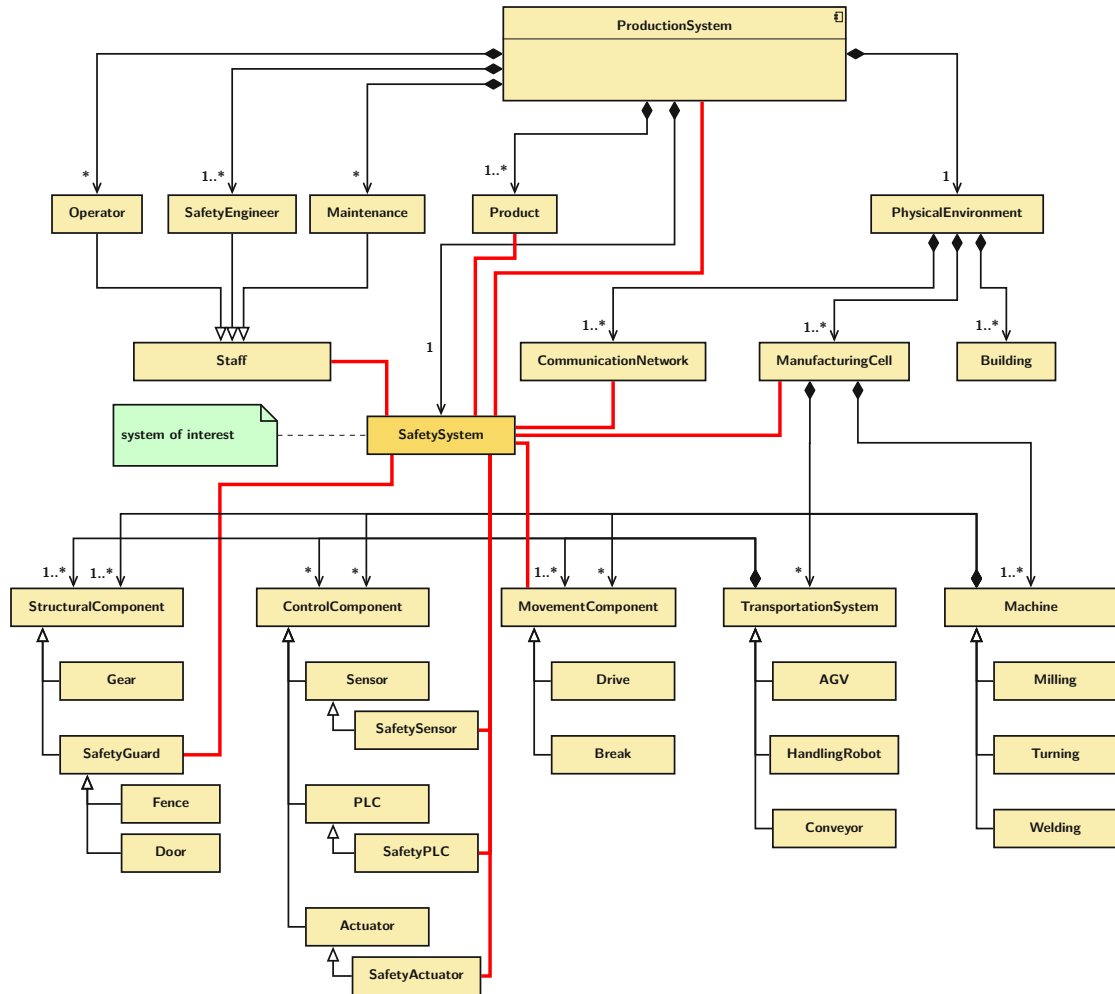 ProductionSystem
*
1..*
*
1..*
1
Operator
SafetyEngineer
Maintenance
Product
PhysicalEnvironment
1..*
1..*
1..*
1
Staff
CommunicationNetwork
ManufacturingCell
Building
system of interest
SafetySystem
1..*
1..*
*
*
1..*
*
*
1..*
StructuralComponent
ControlComponent
MovementComponent
TransportationSystem
Machine
Gear
Sensor
Drive
AGV
Milling
SafetySensor
SafetyGuard
Break
HandlingRobot
Turning
Fence
PLC
Conveyor
Welding
Door
SafetyPLC
Actuator
SafetyActuator